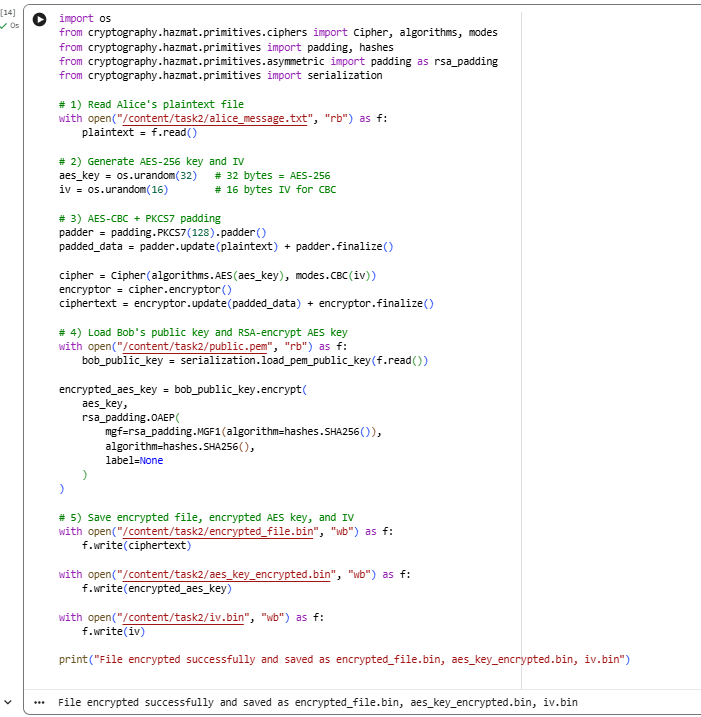 [14]
0s
import os
from cryptography.hazmat.primitives.ciphers import Cipher, algorithms, modes
from cryptography.hazmat.primitives import padding, hashes
from cryptography.hazmat.primitives.asymmetric import padding as rsa_padding
from cryptography.hazmat.primitives import serialization

# 1) Read Alice's plaintext file
with open("/content/task2/alice_message.txt", "rb") as f:
    plaintext = f.read()

# 2) Generate AES-256 key and IV
aes_key = os.urandom(32)   # 32 bytes = AES-256
iv = os.urandom(16)        # 16 bytes IV for CBC

# 3) AES-CBC + PKCS7 padding
padder = padding.PKCS7(128).padder()
padded_data = padder.update(plaintext) + padder.finalize()

cipher = Cipher(algorithms.AES(aes_key), modes.CBC(iv))
encryptor = cipher.encryptor()
ciphertext = encryptor.update(padded_data) + encryptor.finalize()

# 4) Load Bob's public key and RSA-encrypt AES key
with open("/content/task2/public.pem", "rb") as f:
    bob_public_key = serialization.load_pem_public_key(f.read())

encrypted_aes_key = bob_public_key.encrypt(
    aes_key,
    rsa_padding.OAEP(
        mgf=rsa_padding.MGF1(algorithm=hashes.SHA256()),
        algorithm=hashes.SHA256(),
        label=None
    )
)

# 5) Save encrypted file, encrypted AES key, and IV
with open("/content/task2/encrypted_file.bin", "wb") as f:
    f.write(ciphertext)

with open("/content/task2/aes_key_encrypted.bin", "wb") as f:
    f.write(encrypted_aes_key)

with open("/content/task2/iv.bin", "wb") as f:
    f.write(iv)

print("File encrypted successfully and saved as encrypted_file.bin, aes_key_encrypted.bin, iv.bin")
File encrypted successfully and saved as encrypted_file.bin, aes_key_encrypted.bin, iv.bin